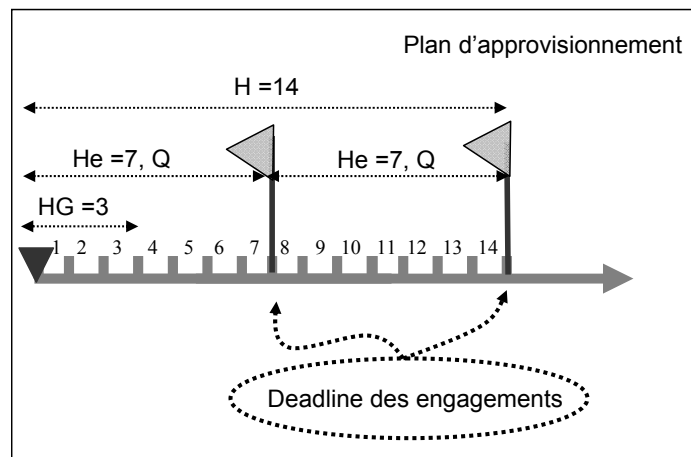 Plan d'approvisionnement
H =14
He =7, Q He =7, Q
HG =3
1 2 3 4 5 6 7 8 9 10 11 12 13 14
Deadline des engagements